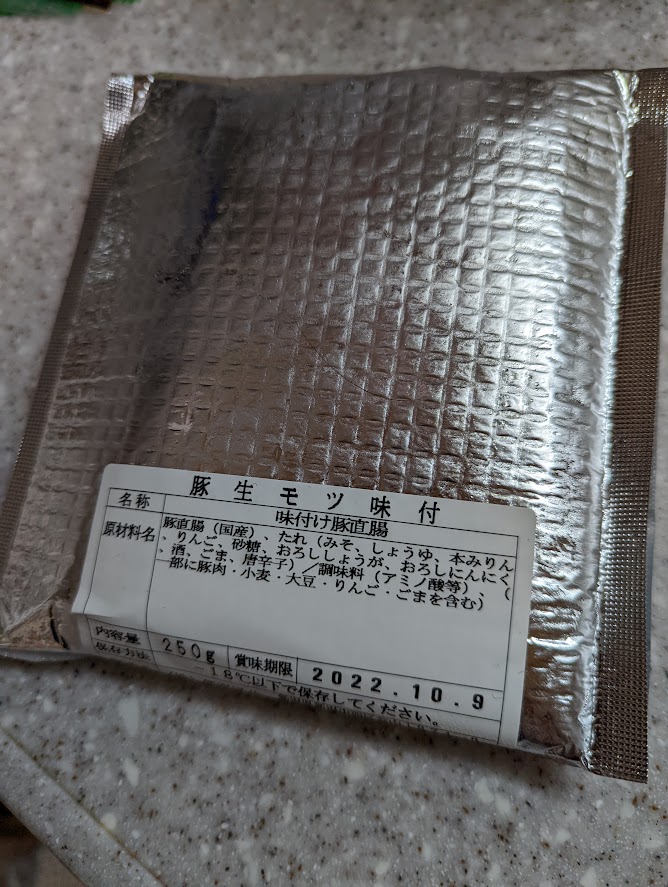 豚生モツ味付
名称 味付け豚直腸
原材料名 豚直腸（国産）、たれ（みそ、しょうゆ、本みりん
、りんご、砂糖、おろししょうが、おろしにんにく
、酒、ごま、唐辛子）／調味料（アミノ酸等）、（
一部に豚肉・小麦・大豆・りんご・ごまを含む）
内容量 250g 賞味期限 2022.10.9
保存方法 -18℃以下で保存してください。